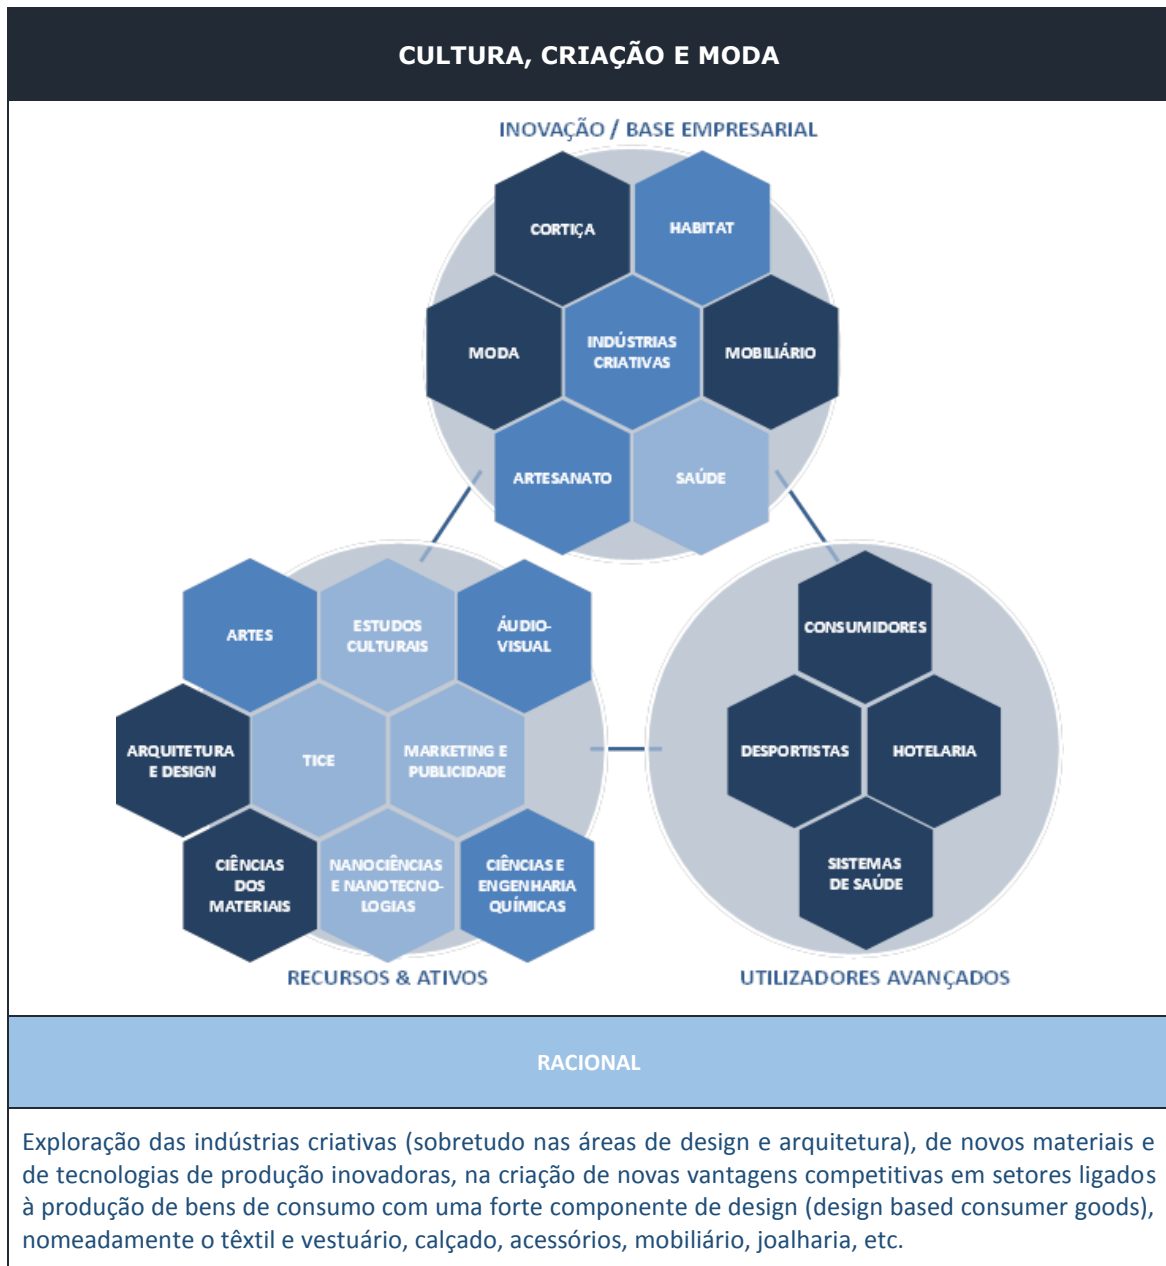 CULTURA, CRIAÇÃO E MODA
INOVAÇÃO / BASE EMPRESARIAL
CORTIÇA
HABITAT
MODA
INDÚSTRIAS
CRIATIVAS
MOBILIÁRIO
ARTESANATO
SAÚDE
ARTES
ESTUDOS
CULTURAIS
ÁUDIO-
VISUAL
ARQUITETURA
E DESIGN
TICE
MARKETING E
PUBLICIDADE
CIÊNCIAS
DOS
MATERIAIS
NANOCIÊNCIAS
E NANOTECNO-
LOGIAS
CIÊNCIAS E
ENGENHARIA
QUÍMICAS
RECURSOS & ATIVOS
CONSUMIDORES
DESPORTISTAS
HOTELARIA
SISTEMAS
DE SAÚDE
UTILIZADORES AVANÇADOS
RACIONAL
Exploração das indústrias criativas (sobretudo nas áreas de design e arquitetura), de novos materiais e
de tecnologias de produção inovadoras, na criação de novas vantagens competitivas em setores ligados
à produção de bens de consumo com uma forte componente de design (design based consumer goods),
nomeadamente o têxtil e vestuário, calçado, acessórios, mobiliário, joalharia, etc.